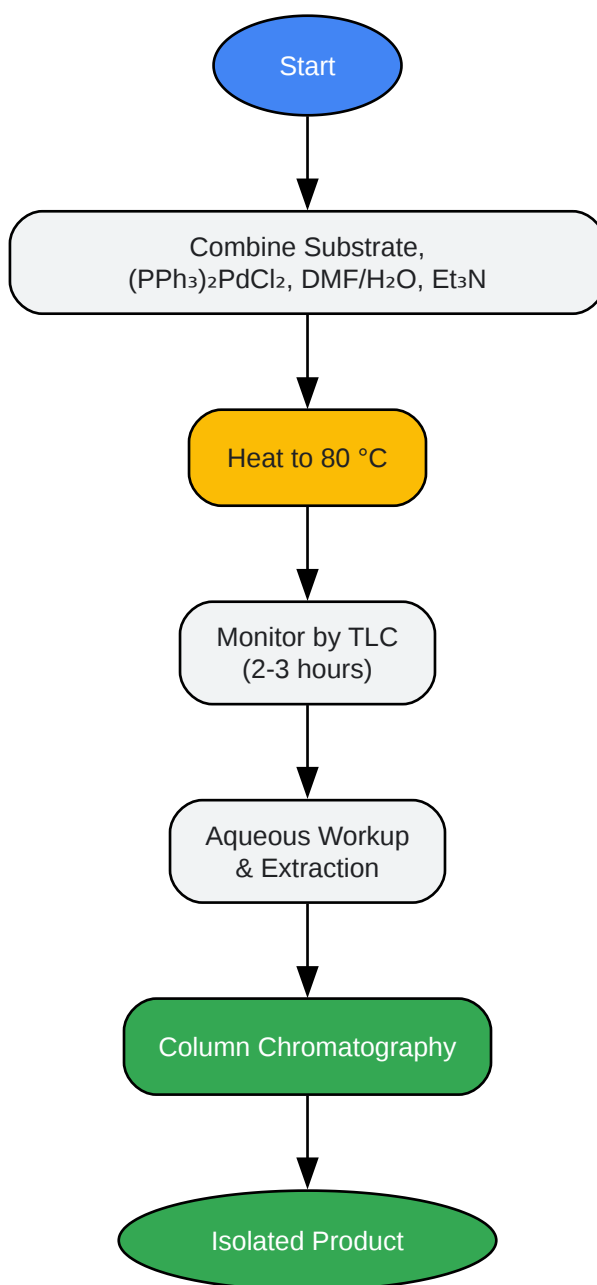 Start
Combine Substrate,
(PPh₃)₂PdCl₂, DMF/H₂O, Et₃N
Heat to 80 °C
Monitor by TLC
(2-3 hours)
Aqueous Workup
& Extraction
Column Chromatography
Isolated Product